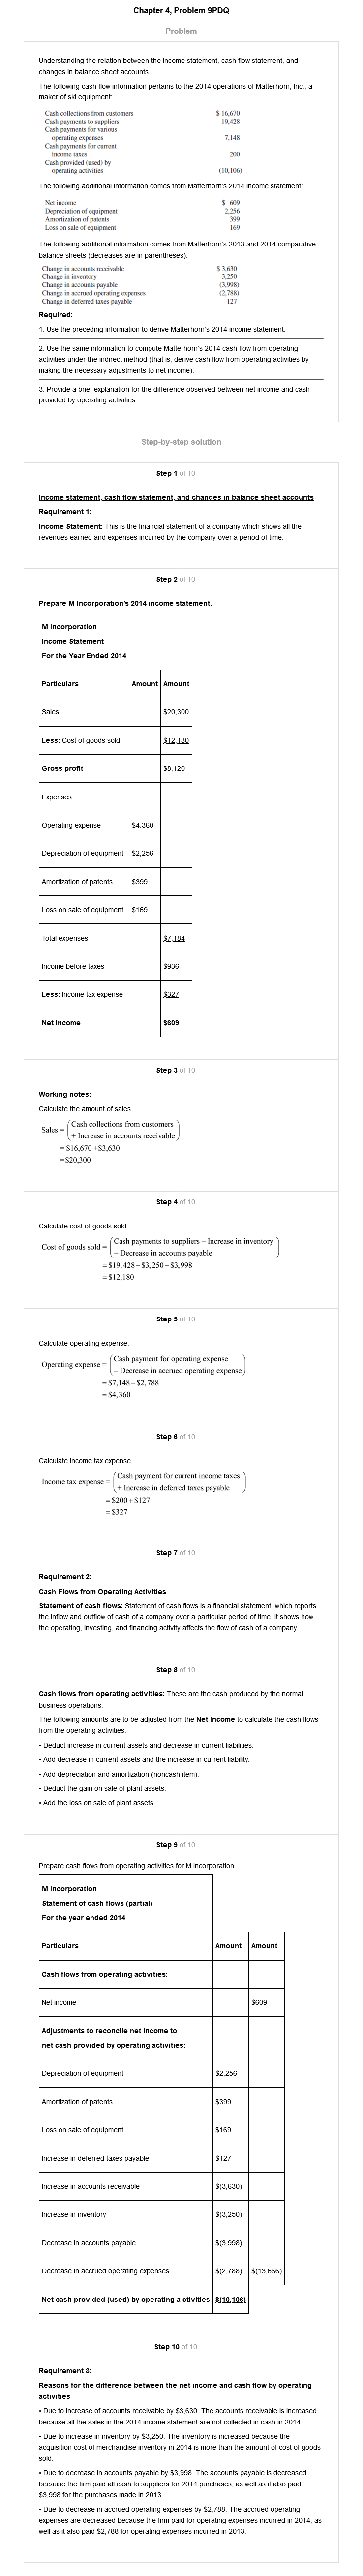 Chapter 4, Problem 9PDQ
Problem
Understanding the relation between the income statement, cash flow statement, and
changes in balance sheet accounts
The following cash flow information pertains to the 2014 operations of Matterhorn, Inc., a
maker of ski equipment:
Cash collections from customers $ 16,670
Cash payments to suppliers 19,428
Cash payments for various
operating expenses 7,148
Cash payments for current
income taxes 200
Cash provided (used) by
operating activities (10,106)
The following additional information comes from Matterhorn's 2014 income statement:
Net income $ 609
Depreciation of equipment 2,256
Amortization of patents 399
Loss on sale of equipment 169
The following additional information comes from Matterhorn's 2013 and 2014 comparative
balance sheets (decreases are in parentheses):
Change in accounts receivable $ 3,630
Change in inventory 3,250
Change in accounts payable (3,998)
Change in accrued operating expenses (2,788)
Change in deferred taxes payable 127
Required:
1. Use the preceding information to derive Matterhorn's 2014 income statement.
2. Use the same information to compute Matterhorn's 2014 cash flow from operating
activities under the indirect method (that is, derive cash flow from operating activities by
making the necessary adjustments to net income).
3. Provide a brief explanation for the difference observed between net income and cash
provided by operating activities.
Step-by-step solution
Step 1 of 10
Income statement, cash flow statement, and changes in balance sheet accounts
Requirement 1:
Income Statement: This is the financial statement of a company which shows all the
revenues earned and expenses incurred by the company over a period of time.
Step 2 of 10
Prepare M Incorporation's 2014 income statement.
M Incorporation
Income Statement
For the Year Ended 2014
Particulars Amount Amount
Sales $20,300
Less: Cost of goods sold $12,180
Gross profit $8,120
Expenses:
Operating expense $4,360
Depreciation of equipment $2,256
Amortization of patents $399
Loss on sale of equipment $169
Total expenses $7,184
Income before taxes $936
Less: Income tax expense $327
Net Income $609
Step 3 of 10
Working notes:
Calculate the amount of sales.
Sales = (Cash collections from customers
+ Increase in accounts receivable)
= $16,670 +$3,630
= $20,300
Step 4 of 10
Calculate cost of goods sold.
Cost of goods sold = (Cash payments to suppliers – Increase in inventory
– Decrease in accounts payable)
= $19,428 – $3,250 – $3,998
= $12,180
Step 5 of 10
Calculate operating expense.
Operating expense = (Cash payment for operating expense
– Decrease in accrued operating expense)
= $7,148 – $2,788
= $4,360
Step 6 of 10
Calculate income tax expense
Income tax expense = (Cash payment for current income taxes
+ Increase in deferred taxes payable)
= $200 + $127
= $327
Step 7 of 10
Requirement 2:
Cash Flows from Operating Activities
Statement of cash flows: Statement of cash flows is a financial statement, which reports
the inflow and outflow of cash of a company over a particular period of time. It shows how
the operating, investing, and financing activity affects the flow of cash of a company.
Step 8 of 10
Cash flows from operating activities: These are the cash produced by the normal
business operations.
The following amounts are to be adjusted from the Net Income to calculate the cash flows
from the operating activities:
• Deduct increase in current assets and decrease in current liabilities.
• Add decrease in current assets and the increase in current liability.
• Add depreciation and amortization (noncash item).
• Deduct the gain on sale of plant assets.
• Add the loss on sale of plant assets
Step 9 of 10
Prepare cash flows from operating activities for M Incorporation.
M Incorporation
Statement of cash flows (partial)
For the year ended 2014
Particulars Amount Amount
Cash flows from operating activities:
Net income $609
Adjustments to reconcile net income to
net cash provided by operating activities:
Depreciation of equipment $2,256
Amortization of patents $399
Loss on sale of equipment $169
Increase in deferred taxes payable $127
Increase in accounts receivable $(3,630)
Increase in inventory $(3,250)
Decrease in accounts payable $(3,998)
Decrease in accrued operating expenses $(2,788) $(13,666)
Net cash provided (used) by operating a ctivities $(10,106)
Step 10 of 10
Requirement 3:
Reasons for the difference between the net income and cash flow by operating
activities
• Due to increase of accounts receivable by $3,630. The accounts receivable is increased
because all the sales in the 2014 income statement are not collected in cash in 2014.
• Due to increase in inventory by $3,250. The inventory is increased because the
acquisition cost of merchandise inventory in 2014 is more than the amount of cost of goods
sold.
• Due to decrease in accounts payable by $3,998. The accounts payable is decreased
because the firm paid all cash to suppliers for 2014 purchases, as well as it also paid
$3,998 for the purchases made in 2013.
• Due to decrease in accrued operating expenses by $2,788. The accrued operating
expenses are decreased because the firm paid for operating expenses incurred in 2014, as
well as it also paid $2,788 for operating expenses incurred in 2013.